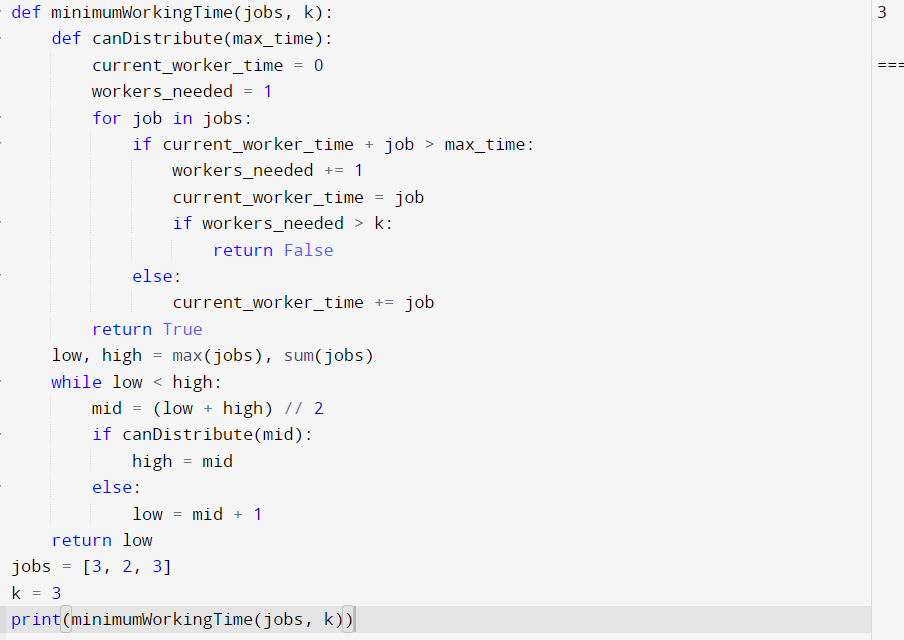 def minimumWorkingTime(jobs, k):
    def canDistribute(max_time):
        current_worker_time = 0
        workers_needed = 1
        for job in jobs:
            if current_worker_time + job > max_time:
                workers_needed += 1
                current_worker_time = job
                if workers_needed > k:
                    return False
            else:
                current_worker_time += job
        return True
    low, high = max(jobs), sum(jobs)
    while low < high:
        mid = (low + high) // 2
        if canDistribute(mid):
            high = mid
        else:
            low = mid + 1
    return low
jobs = [3, 2, 3]
k = 3
print(minimumWorkingTime(jobs, k))
3
===